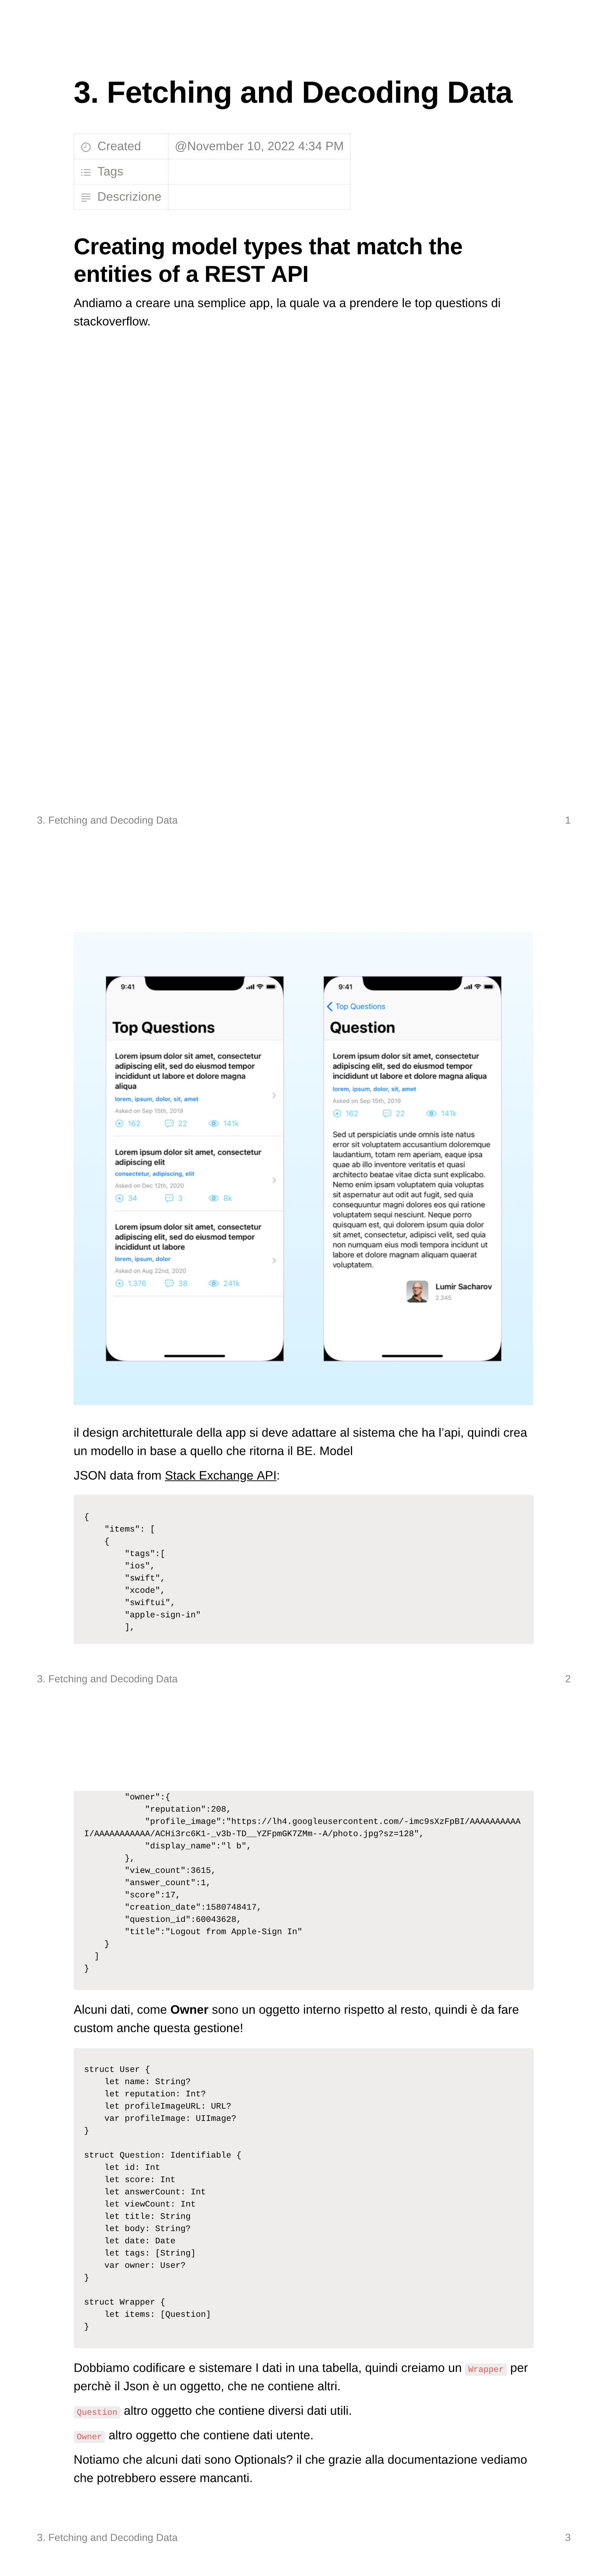 3. Fetching and Decoding Data
Created @November 10, 2022 4:34 PM
Tags
Descrizione
Creating model types that match the
entities of a REST API
Andiamo a creare una semplice app, la quale va a prendere le top questions di
stackoverflow.
3. Fetching and Decoding Data 1
9:41
Top Questions
Lorem ipsum dolor sit amet, consectetur
adipiscing elit, sed do eiusmod tempor
incididunt ut labore et dolore magna
aliqua
lorem, ipsum, dolor, sit, amet
Asked on Sep 15th, 2019
162 22 141k
Lorem ipsum dolor sit amet, consectetur
adipiscing elit
consectetur, adipiscing, elit
Asked on Dec 12th, 2020
34 3 8k
Lorem ipsum dolor sit amet, consectetur
adipiscing elit, sed do eiusmod tempor
incididunt ut labore
lorem, ipsum, dolor
Asked on Aug 22nd, 2020
1.376 38 241k
9:41
Top Questions
Question
Lorem ipsum dolor sit amet, consectetur
adipiscing elit, sed do eiusmod tempor
incididunt ut labore et dolore magna aliqua
lorem, ipsum, dolor, sit, amet
Asked on Sep 15th, 2019
162 22 141k
Sed ut perspiciatis unde omnis iste natus
error sit voluptatem accusantium doloremque
laudantium, totam rem aperiam, eaque ipsa
quae ab illo inventore veritatis et quasi
architecto beatae vitae dicta sunt explicabo.
Nemo enim ipsam voluptatem quia voluptas
sit aspernatur aut odit aut fugit, sed quia
consequuntur magni dolores eos qui ratione
voluptatem sequi nesciunt. Neque porro
quisquam est, qui dolorem ipsum quia dolor
sit amet, consectetur, adipisci velit, sed quia
non numquam eius modi tempora incidunt ut
labore et dolore magnam aliquam quaerat
voluptatem.
Lumir Sacharov
2,345
il design architetturale della app si deve adattare al sistema che ha l'api, quindi crea
un modello in base a quello che ritorna il BE. Model
JSON data from Stack Exchange API:
{
"items": [
{
"tags":[
"ios",
"swift",
"xcode",
"swiftui",
"apple-sign-in"
],
3. Fetching and Decoding Data 2
"owner":{
"reputation":208,
"profile_image":"https://lh4.googleusercontent.com/-imc9sXzFpBI/AAAAAAAAAA
I/AAAAAAAAAAA/ACHi3rc6K1-_v3b-TD__YZFpmGK7ZMm--A/photo.jpg?sz=128",
"display_name":"l b",
},
"view_count":3615,
"answer_count":1,
"score":17,
"creation_date":1580748417,
"question_id":60043628,
"title":"Logout from Apple-Sign In"
}
]
}
Alcuni dati, come Owner sono un oggetto interno rispetto al resto, quindi è da fare
custom anche questa gestione!
struct User {
let name: String?
let reputation: Int?
let profileImageURL: URL?
var profileImage: UIImage?
}
struct Question: Identifiable {
let id: Int
let score: Int
let answerCount: Int
let viewCount: Int
let title: String
let body: String?
let date: Date
let tags: [String]
var owner: User?
}
struct Wrapper {
let items: [Question]
}
Dobbiamo codificare e sistemare I dati in una tabella, quindi creiamo un Wrapper per
perchè il Json è un oggetto, che ne contiene altri.
Question altro oggetto che contiene diversi dati utili.
Owner altro oggetto che contiene dati utente.
Notiamo che alcuni dati sono Optionals? il che grazie alla documentazione vediamo
che potrebbero essere mancanti.
3. Fetching and Decoding Data 3